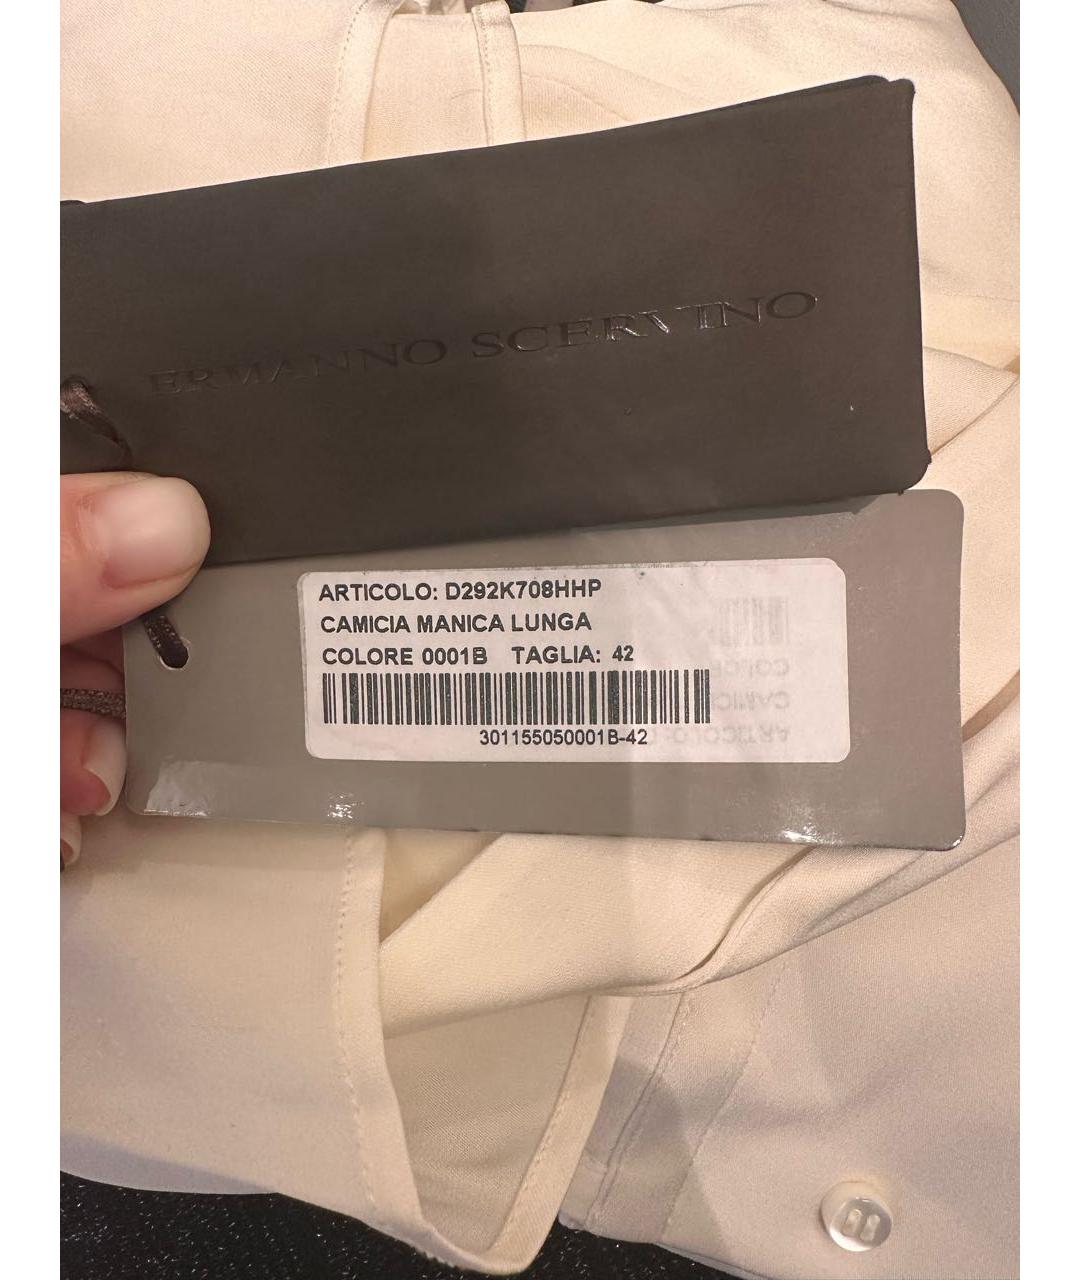 ERMANNO SCERVINO
ARTICOLO: D292K708HHP
CAMICIA MANICA LUNGA
COLORE 0001B TAGLIA: 42
301155050001B-42